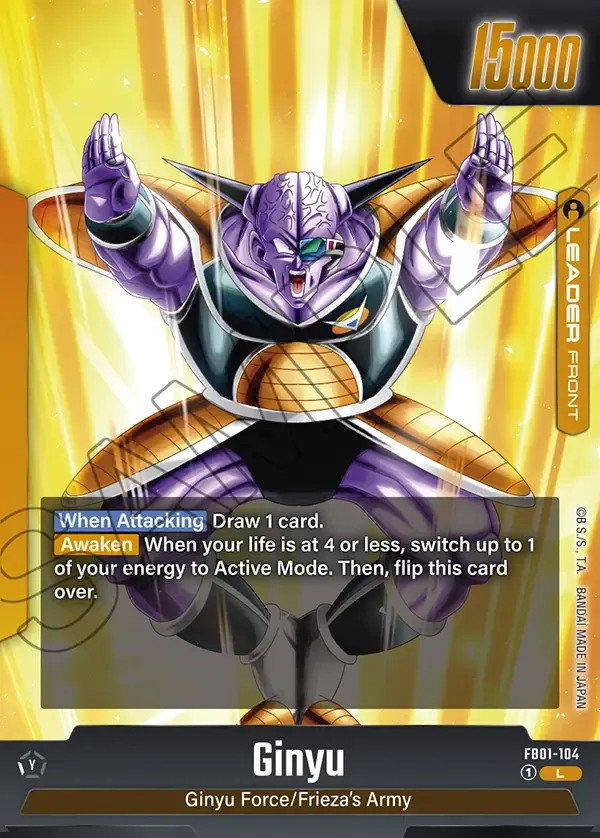 15000
LEADER FRONT
When Attacking Draw 1 card.
Awaken When your life is at 4 or less, switch up to 1
of your energy to Active Mode. Then, flip this card
over.
©B.S./S., T.A. BANDAI MADE IN JAPAN
SAMPLE
Y
Ginyu
FB01-104
1 L
Ginyu Force/Frieza's Army